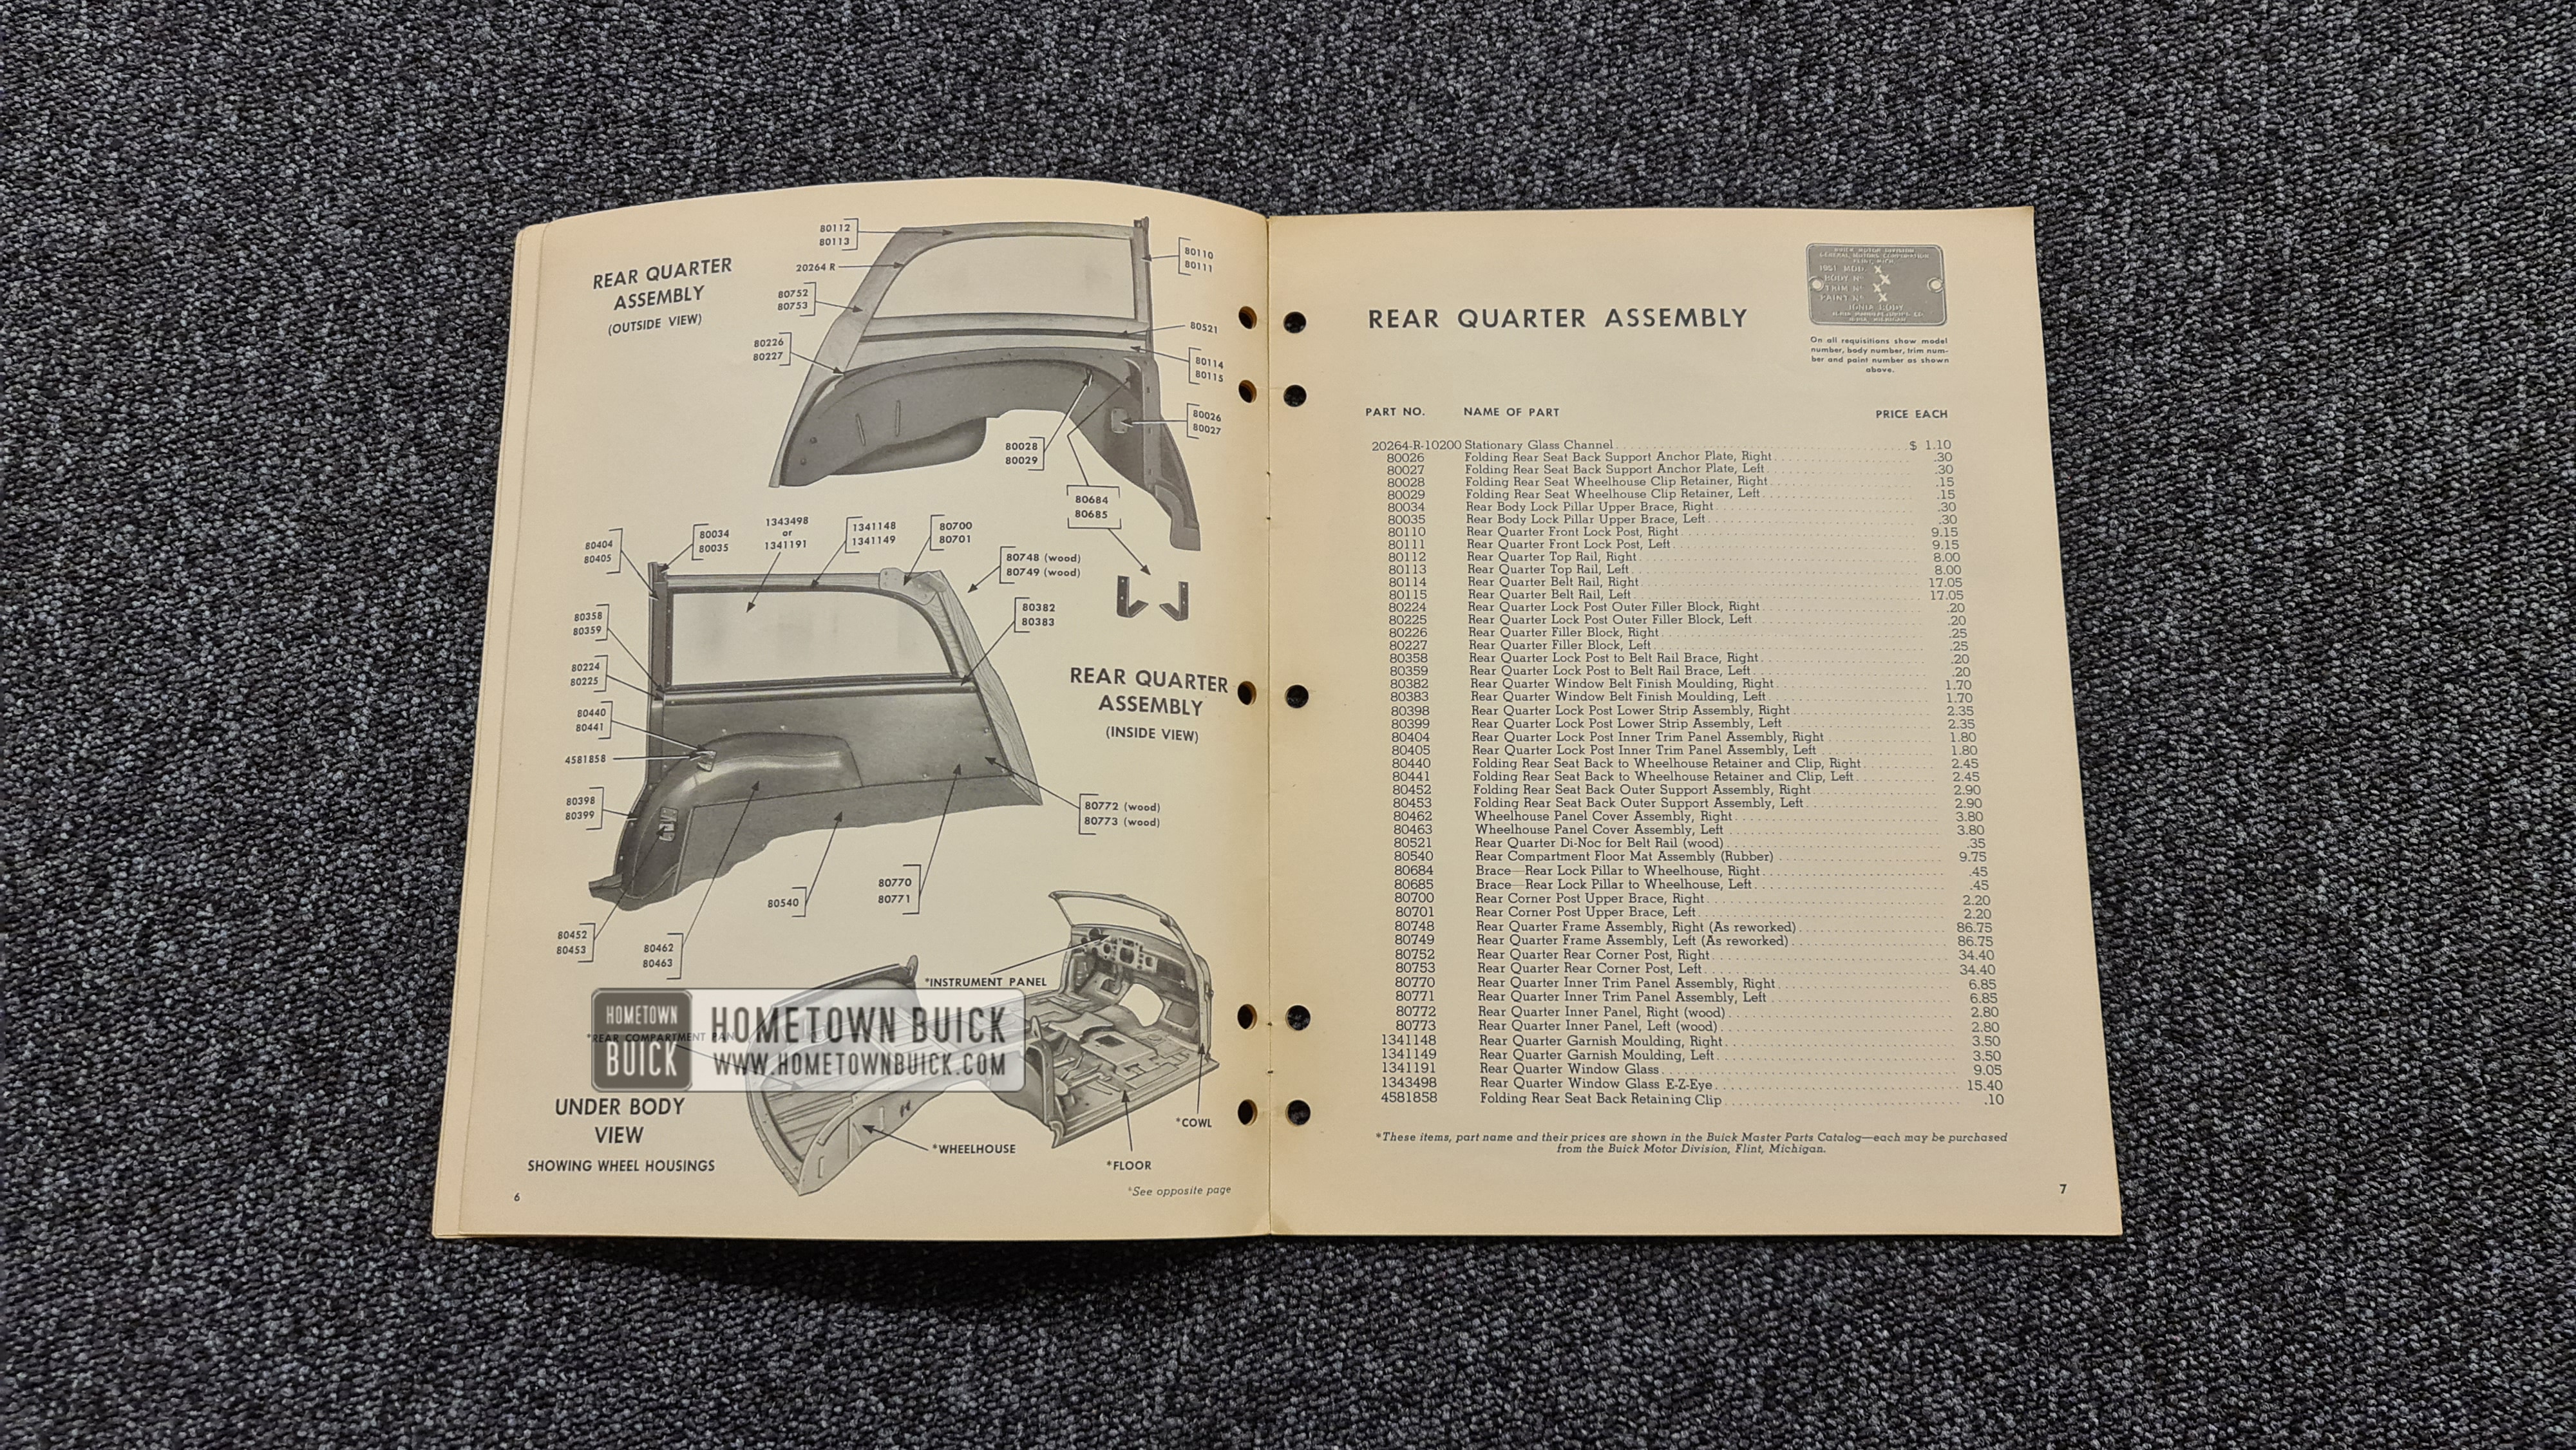 REAR QUARTER
ASSEMBLY
(OUTSIDE VIEW)
80112
80113
20264 R
80752
80753
80226
80227
80110
80111
80521
80114
80115
80026
80027
80028
80029
80684
80685
80404
80405
80034
80035
1343498
or
1341191
1341148
1341149
80700
80701
80748 (wood)
80749 (wood)
80382
80383
80358
80359
80224
80225
80440
80441
4581858
80398
80399
REAR QUARTER
ASSEMBLY
(INSIDE VIEW)
80772 (wood)
80773 (wood)
80770
80771
80540
80452
80453
80462
80463
*INSTRUMENT PANEL
*REAR COMPARTMENT PAN
HOMETOWN
BUICK
HOMETOWN BUICK
WWW.HOMETOWNBUICK.COM
UNDER BODY
VIEW
SHOWING WHEEL HOUSINGS
*WHEELHOUSE
*COWL
*FLOOR
*See opposite page
6
REAR QUARTER ASSEMBLY
BUICK MOTOR DIVISION
GENERAL MOTORS CORPORATION
FLINT, MICH.
1951 MOD. X
BODY Nº X
TRIM Nº X
PAINT Nº X
IONIA BODY
IONIA MANUFACTURING CO.
IONIA, MICHIGAN
On all requisitions show model
number, body number, trim num-
ber and paint number as shown
above.
PART NO. NAME OF PART PRICE EACH
20264-R-10200 Stationary Glass Channel $ 1.10
80026 Folding Rear Seat Back Support Anchor Plate, Right .30
80027 Folding Rear Seat Back Support Anchor Plate, Left .30
80028 Folding Rear Seat Wheelhouse Clip Retainer, Right .15
80029 Folding Rear Seat Wheelhouse Clip Retainer, Left .15
80034 Rear Body Lock Pillar Upper Brace, Right .30
80035 Rear Body Lock Pillar Upper Brace, Left .30
80110 Rear Quarter Front Lock Post, Right 9.15
80111 Rear Quarter Front Lock Post, Left 9.15
80112 Rear Quarter Top Rail, Right 8.00
80113 Rear Quarter Top Rail, Left 8.00
80114 Rear Quarter Belt Rail, Right 17.05
80115 Rear Quarter Belt Rail, Left 17.05
80224 Rear Quarter Lock Post Outer Filler Block, Right .20
80225 Rear Quarter Lock Post Outer Filler Block, Left .20
80226 Rear Quarter Filler Block, Right .25
80227 Rear Quarter Filler Block, Left .25
80358 Rear Quarter Lock Post to Belt Rail Brace, Right .20
80359 Rear Quarter Lock Post to Belt Rail Brace, Left .20
80382 Rear Quarter Window Belt Finish Moulding, Right 1.70
80383 Rear Quarter Window Belt Finish Moulding, Left 1.70
80398 Rear Quarter Lock Post Lower Strip Assembly, Right 2.35
80399 Rear Quarter Lock Post Lower Strip Assembly, Left 2.35
80404 Rear Quarter Lock Post Inner Trim Panel Assembly, Right 1.80
80405 Rear Quarter Lock Post Inner Trim Panel Assembly, Left 1.80
80440 Folding Rear Seat Back to Wheelhouse Retainer and Clip, Right 2.45
80441 Folding Rear Seat Back to Wheelhouse Retainer and Clip, Left 2.45
80452 Folding Rear Seat Back Outer Support Assembly, Right 2.90
80453 Folding Rear Seat Back Outer Support Assembly, Left 2.90
80462 Wheelhouse Panel Cover Assembly, Right 3.80
80463 Wheelhouse Panel Cover Assembly, Left 3.80
80521 Rear Quarter Di-Noc for Belt Rail (wood) .35
80540 Rear Compartment Floor Mat Assembly (Rubber) 9.75
80684 Brace—Rear Lock Pillar to Wheelhouse, Right .45
80685 Brace—Rear Lock Pillar to Wheelhouse, Left .45
80700 Rear Corner Post Upper Brace, Right 2.20
80701 Rear Corner Post Upper Brace, Left 2.20
80748 Rear Quarter Frame Assembly, Right (As reworked) 86.75
80749 Rear Quarter Frame Assembly, Left (As reworked) 86.75
80752 Rear Quarter Rear Corner Post, Right 34.40
80753 Rear Quarter Rear Corner Post, Left 34.40
80770 Rear Quarter Inner Trim Panel Assembly, Right 6.85
80771 Rear Quarter Inner Trim Panel Assembly, Left 6.85
80772 Rear Quarter Inner Panel, Right (wood) 2.80
80773 Rear Quarter Inner Panel, Left (wood) 2.80
1341148 Rear Quarter Garnish Moulding, Right 3.50
1341149 Rear Quarter Garnish Moulding, Left 3.50
1341191 Rear Quarter Window Glass 9.05
1343498 Rear Quarter Window Glass E-Z-Eye 15.40
4581858 Folding Rear Seat Back Retaining Clip .10
*These items, part name and their prices are shown in the Buick Master Parts Catalog—each may be purchased
from the Buick Motor Division, Flint, Michigan.
7